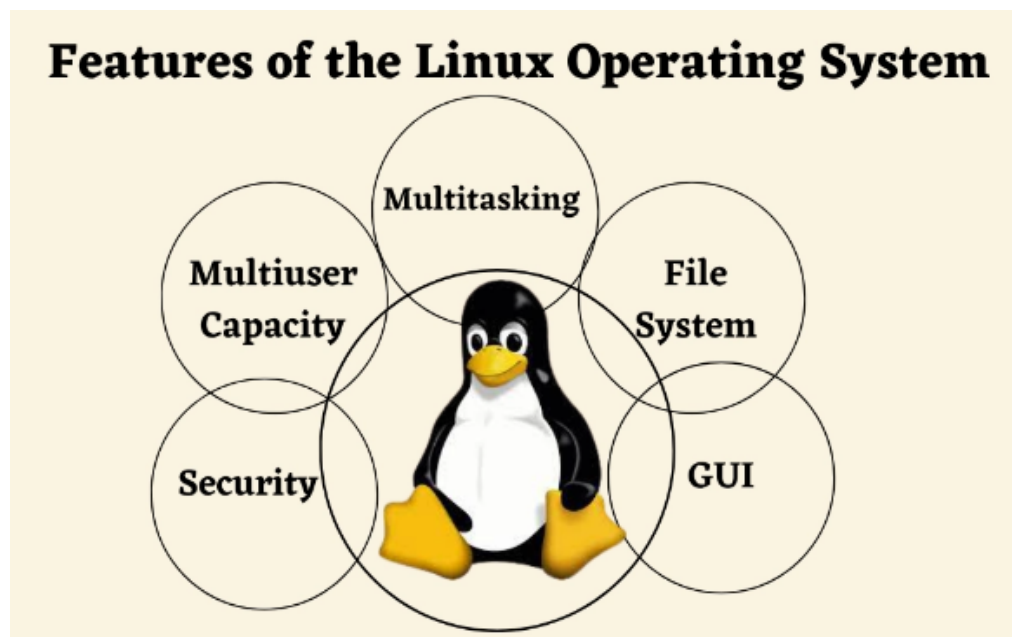 Features of the Linux Operating System
Multitasking
Multiuser
Capacity
File
System
Security
GUI